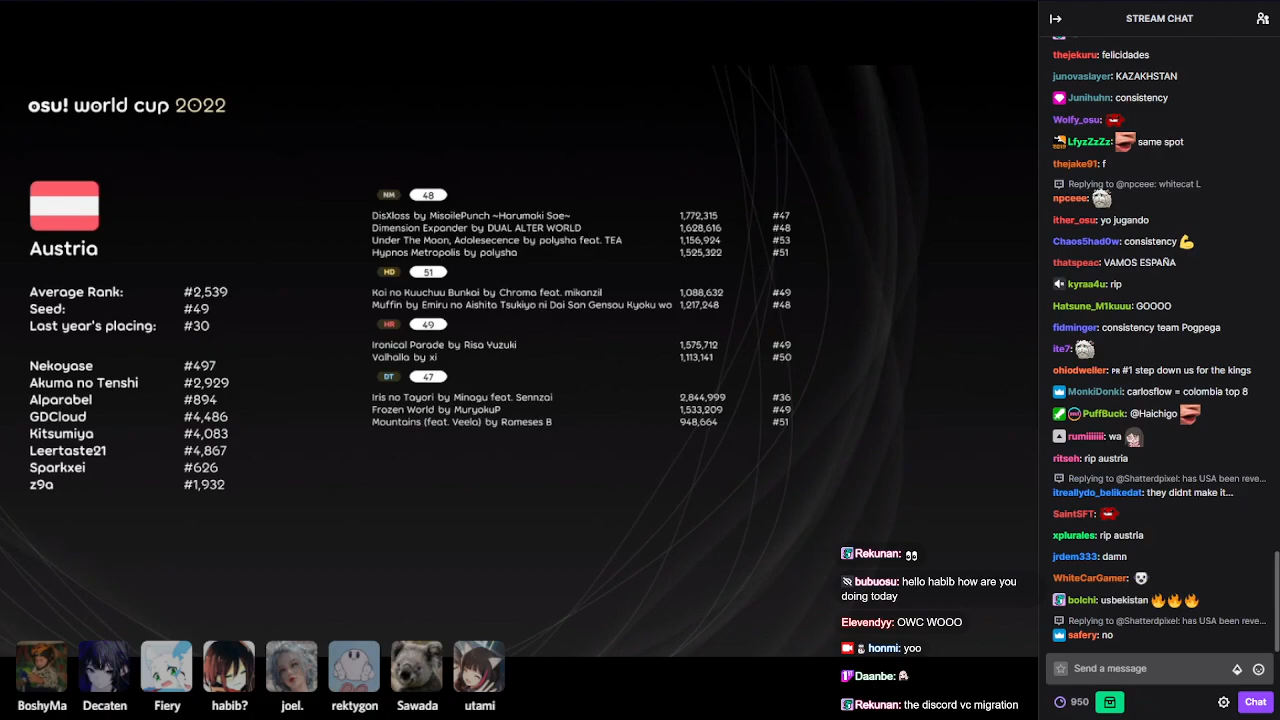 osu! world cup 2022
Austria
Average Rank: #2,539
Seed: #49
Last year's placing: #30
Nekoyase #497
Akuma no Tenshi #2,929
Alparabel #894
GDCloud #4,486
Kitsumiya #4,083
Leertaste21 #4,867
Sparkxei #626
z9a #1,932
NM 48
DisXloss by MisoilePunch ~Harumaki Soe~ 1,772,315 #47
Dimension Expander by DUAL ALTER WORLD 1,628,616 #48
Under The Moon, Adolesecence by polysha feat. TEA 1,156,924 #53
Hypnos Metropolis by polysha 1,525,322 #51
HD 51
Koi no Kuuchuu Bunkai by Chroma feat. mikanzil 1,088,632 #49
Muffin by Emiru no Aishita Tsukiyo ni Dai San Gensou Kyoku wo 1,217,248 #48
HR 49
Ironical Parade by Risa Yuzuki 1,575,712 #49
Valhalla by xi 1,113,141 #50
DT 47
Iris no Tayori by Minagu feat. Sennzai 2,844,999 #36
Frozen World by MuryokuP 1,533,209 #49
Mountains (feat. Veela) by Rameses B 948,664 #51
Rekunan:
bubuosu: hello habib how are you
doing today
Elevendyy: OWC WOOO
honmi: yoo
Daanbe:
Rekunan: the discord vc migration
BoshyMa Decaten Fiery habib? joel. rektygon Sawada utami
STREAM CHAT
thejekuru: felicidades
junovaslayer: KAZAKHSTAN
Junihuhn: consistency
Wolfy_osu:
LfyzZzZz: same spot
thejake91: f
Replying to @npceee: whitecat L
npceee:
ither_osu: yo jugando
Chaos5had0w: consistency 💪
thatspeac: VAMOS ESPAÑA
kyraa4u: rip
Hatsune_M1kuuu: GOOOO
fidminger: consistency team Pogpega
ite7:
ohiodweller: PR #7 step down us for the kings
MonkiDonki: carlosflow = colombia top 8
PuffBuck: @Haichigo
rumiiiiiii: wa
ritseh: rip austria
Replying to @Shatterdpixel: has USA been reve...
itreallydo_belikedat: they didnt make it...
SaintSFT:
xplurales: rip austria
jrdem333: damn
WhiteCarGamer:
bolchi: usbekistan 🔥🔥🔥
Replying to @Shatterdpixel: has USA been reve...
safery: no
Send a message
950
Chat